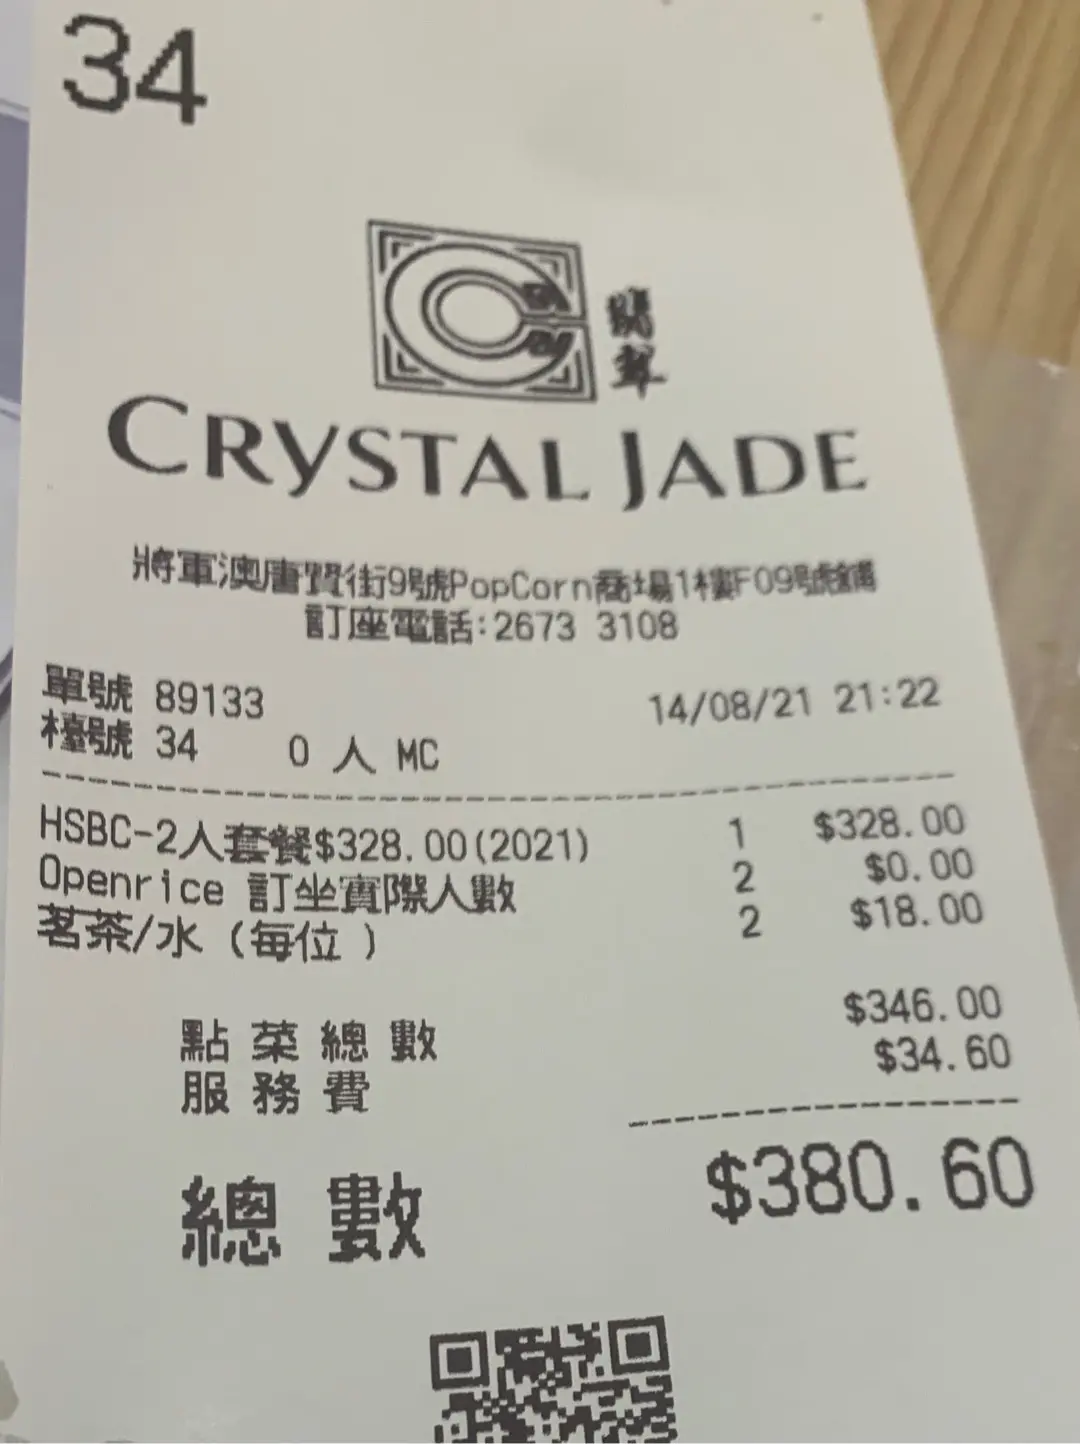 34
翡翠
CRYSTAL JADE
將軍澳唐賢街9號PopCorn商場1樓F09號舖
訂座電話:2673 3108
單號 89133 14/08/21 21:22
檯號 34 0 人 MC
HSBC-2人套餐$328.00(2021) 1 $328.00
Openrice 訂坐實際人數 2 $0.00
茗茶/水 (每位 ) 2 $18.00
點菜總數 $346.00
服務費 $34.60
總數 $380.60